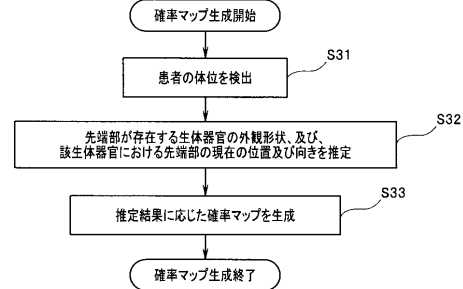 確率マップ生成開始
S31
患者の体位を検出
S32
先端部が存在する生体器官の外観形状、及び、
該生体器官における先端部の現在の位置及び向きを推定
S33
推定結果に応じた確率マップを生成
確率マップ生成終了